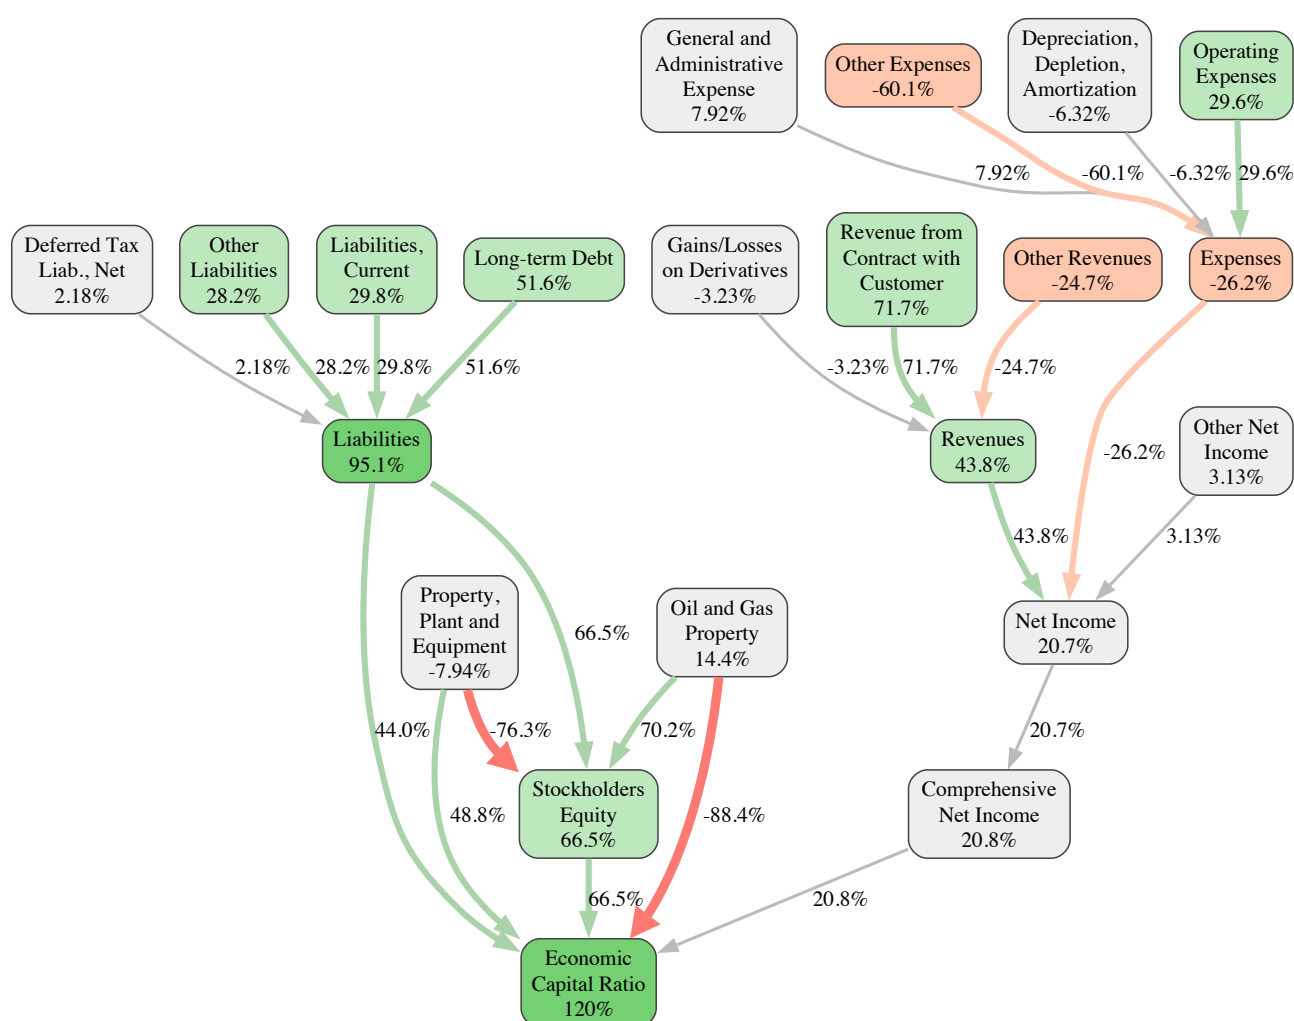 General and
Administrative
Expense
7.92%
Other Expenses
-60.1%
Depreciation,
Depletion,
Amortization
-6.32%
Operating
Expenses
29.6%
7.92%
-60.1%
-6.32%
29.6%
Deferred Tax
Liab., Net
2.18%
Other
Liabilities
28.2%
Liabilities,
Current
29.8%
Long-term Debt
51.6%
Gains/Losses
on Derivatives
-3.23%
Revenue from
Contract with
Customer
71.7%
Other Revenues
-24.7%
Expenses
-26.2%
2.18%
28.2%
29.8%
51.6%
-3.23%
71.7%
-24.7%
Liabilities
95.1%
Revenues
43.8%
-26.2%
Other Net
Income
3.13%
43.8%
3.13%
Property,
Plant and
Equipment
-7.94%
66.5%
Oil and Gas
Property
14.4%
Net Income
20.7%
44.0%
-76.3%
70.2%
20.7%
48.8%
Stockholders
Equity
66.5%
-88.4%
Comprehensive
Net Income
20.8%
66.5%
20.8%
Economic
Capital Ratio
120%